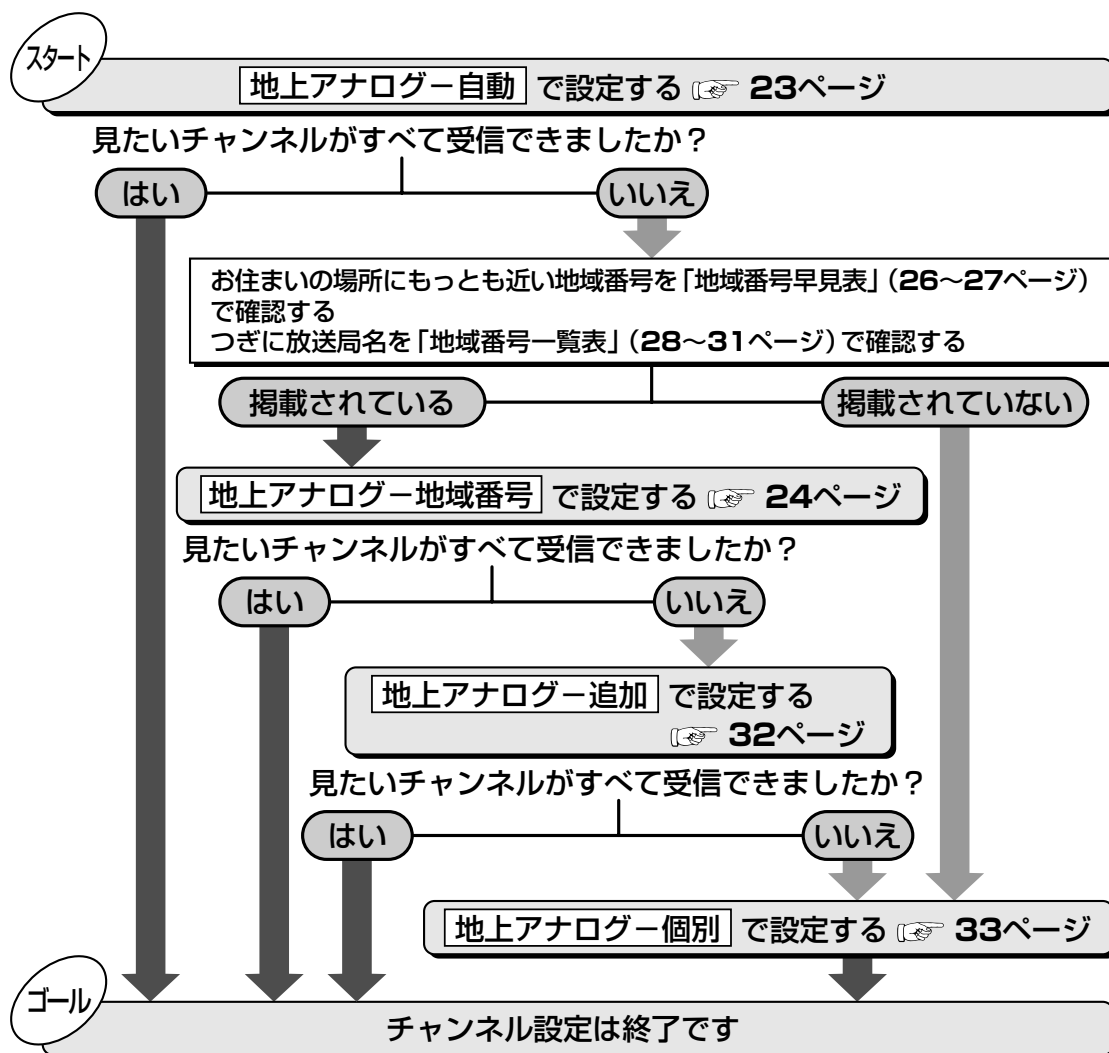 スタート
地上アナログー自動 で設定する ☞ 23ページ
見たいチャンネルがすべて受信できましたか？
はい
いいえ
お住まいの場所にもっとも近い地域番号を「地域番号早見表」（26～27ページ）
で確認する
つぎに放送局名を「地域番号一覧表」（28～31ページ）で確認する
掲載されている
掲載されていない
地上アナログー地域番号 で設定する ☞ 24ページ
見たいチャンネルがすべて受信できましたか？
はい
いいえ
地上アナログー追加 で設定する
☞ 32ページ
見たいチャンネルがすべて受信できましたか？
はい
いいえ
地上アナログー個別 で設定する ☞ 33ページ
ゴール
チャンネル設定は終了です